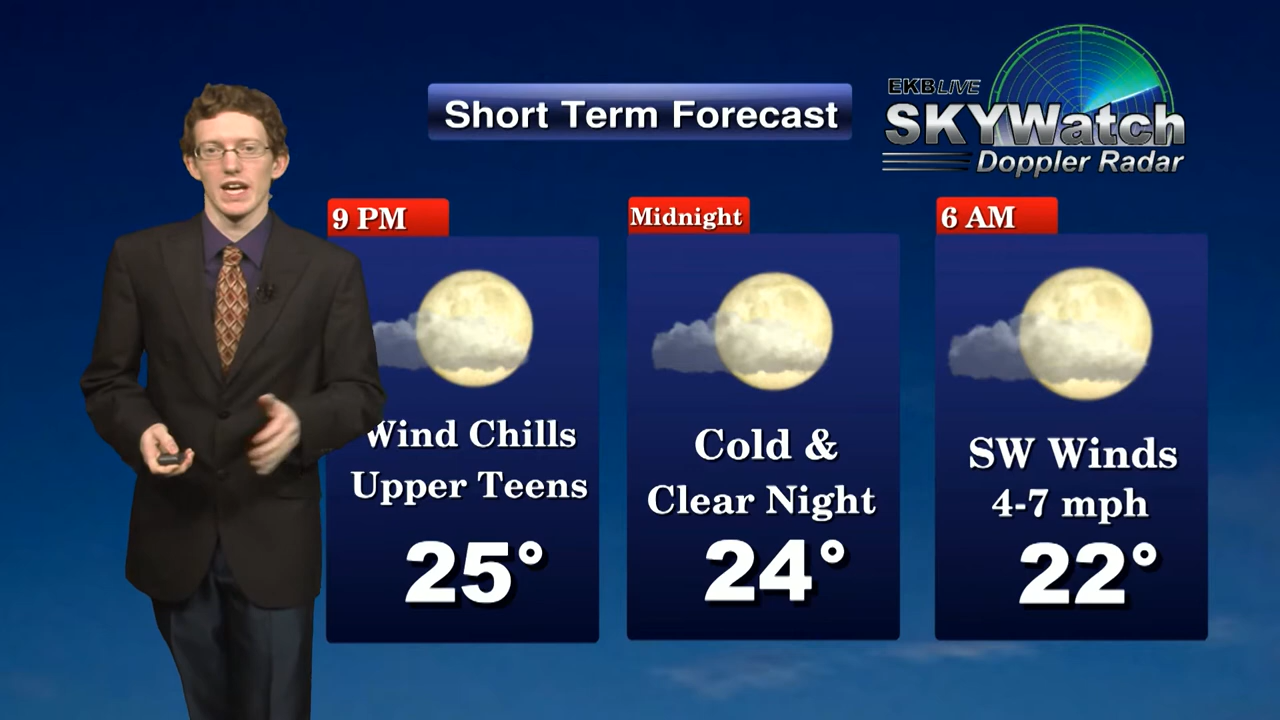 Short Term Forecast
EKB LIVE
SKYWatch
Doppler Radar
9 PM
Wind Chills
Upper Teens
25°
Midnight
Cold &
Clear Night
24°
6 AM
SW Winds
4-7 mph
22°